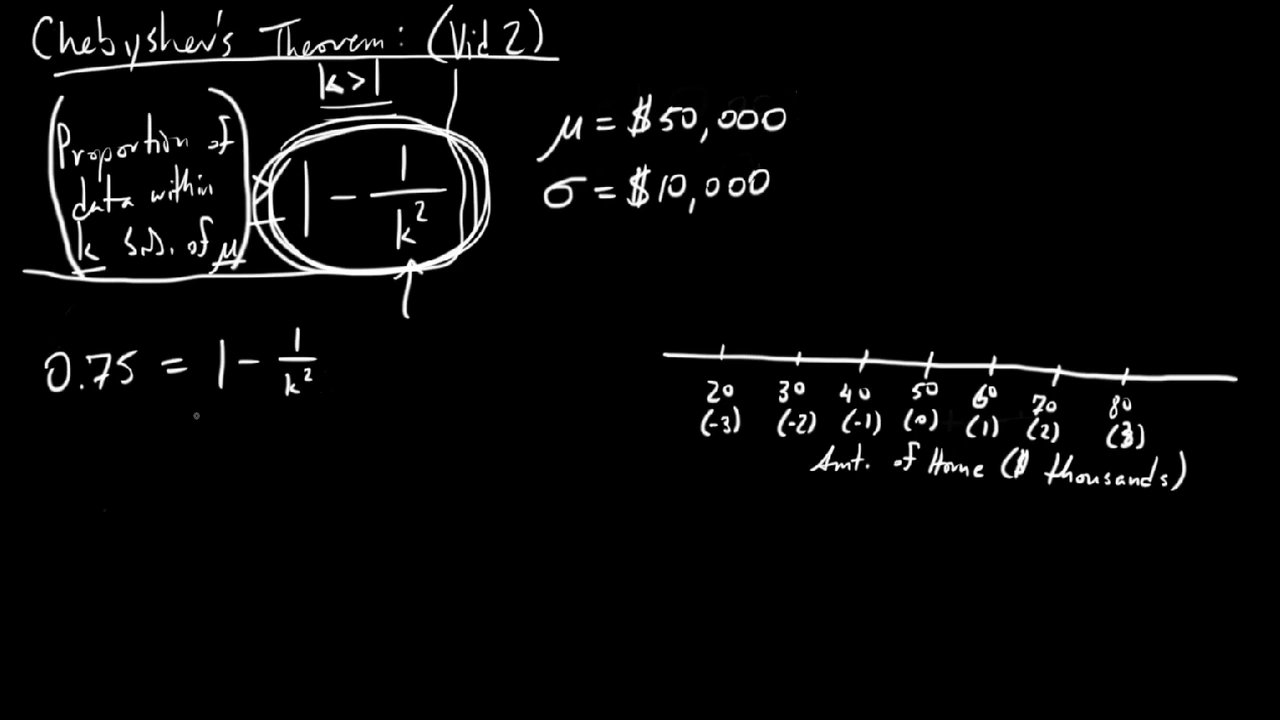 Chebyshev's Theorem: (Vid 2)
k > 1
(Proportion of data within k S.D. of μ) ≥ 1 - 1/k²
μ = $50,000
σ = $10,000
0.75 = 1 - 1/k²
20 30 40 50 60 70 80
(-3) (-2) (-1) (0) (1) (2) (3)
Amt. of Home ($ thousands)